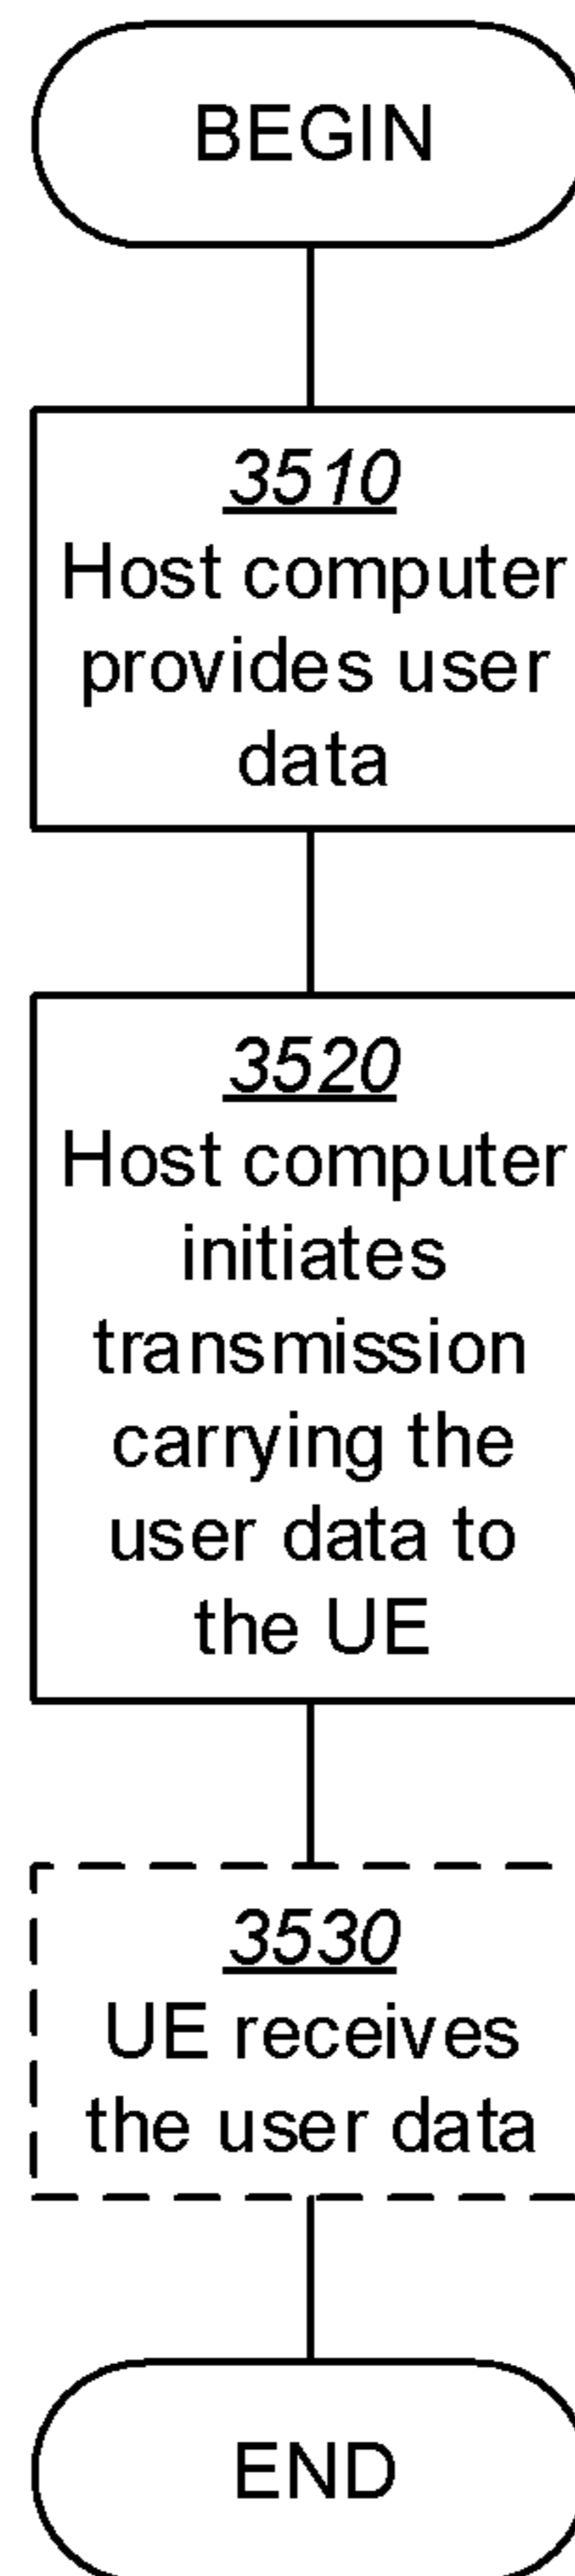 BEGIN
3510
Host computer
provides user
data
3520
Host computer
initiates
transmission
carrying the
user data to
the UE
3530
UE receives
the user data
END